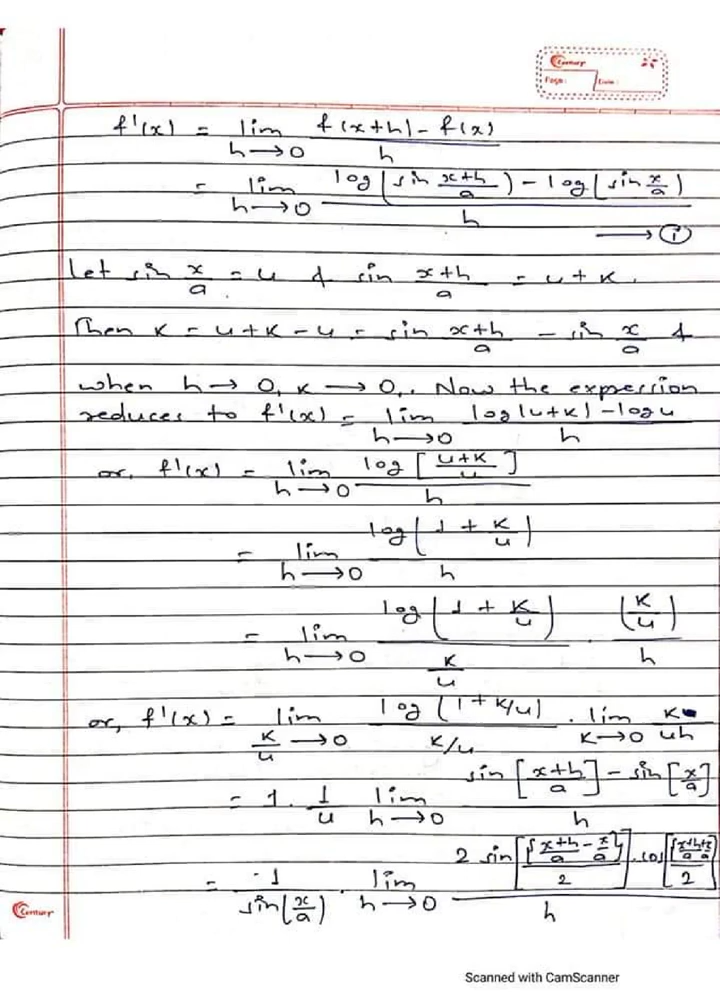 Century 25
Page: Date:
f'(x) = lim h→0 f(x+h) - f(x) / h
= lim h→0 log(sin x+h/a) - log(sin x/a) / h
→ (i)
Let sin x/a = u & sin x+h/a = u + k.
Then k = u+k-u = sin x+h/a - sin x/a &
when h → 0, k → 0,. Now the expression
reduces to f'(x) = lim h→0 log(u+k) - log u / h
or, f'(x) = lim h→0 log [u+k/u] / h
= lim h→0 log(1 + k/u) / h
= lim h→0 log(1 + k/u) / k/u . (k/u) / h
or, f'(x) = lim k/u→0 log(1 + k/u) / k/u . lim k→0 k / uh
= 1. 1/u lim h→0 sin[x+h/a] - sin[x/a] / h
= 1/sin(x/a) . lim h→0 2 sin[{x+h/a - x/a}/2] . cos[{x+h/a + x/a}/2] / h
Century
Scanned with CamScanner